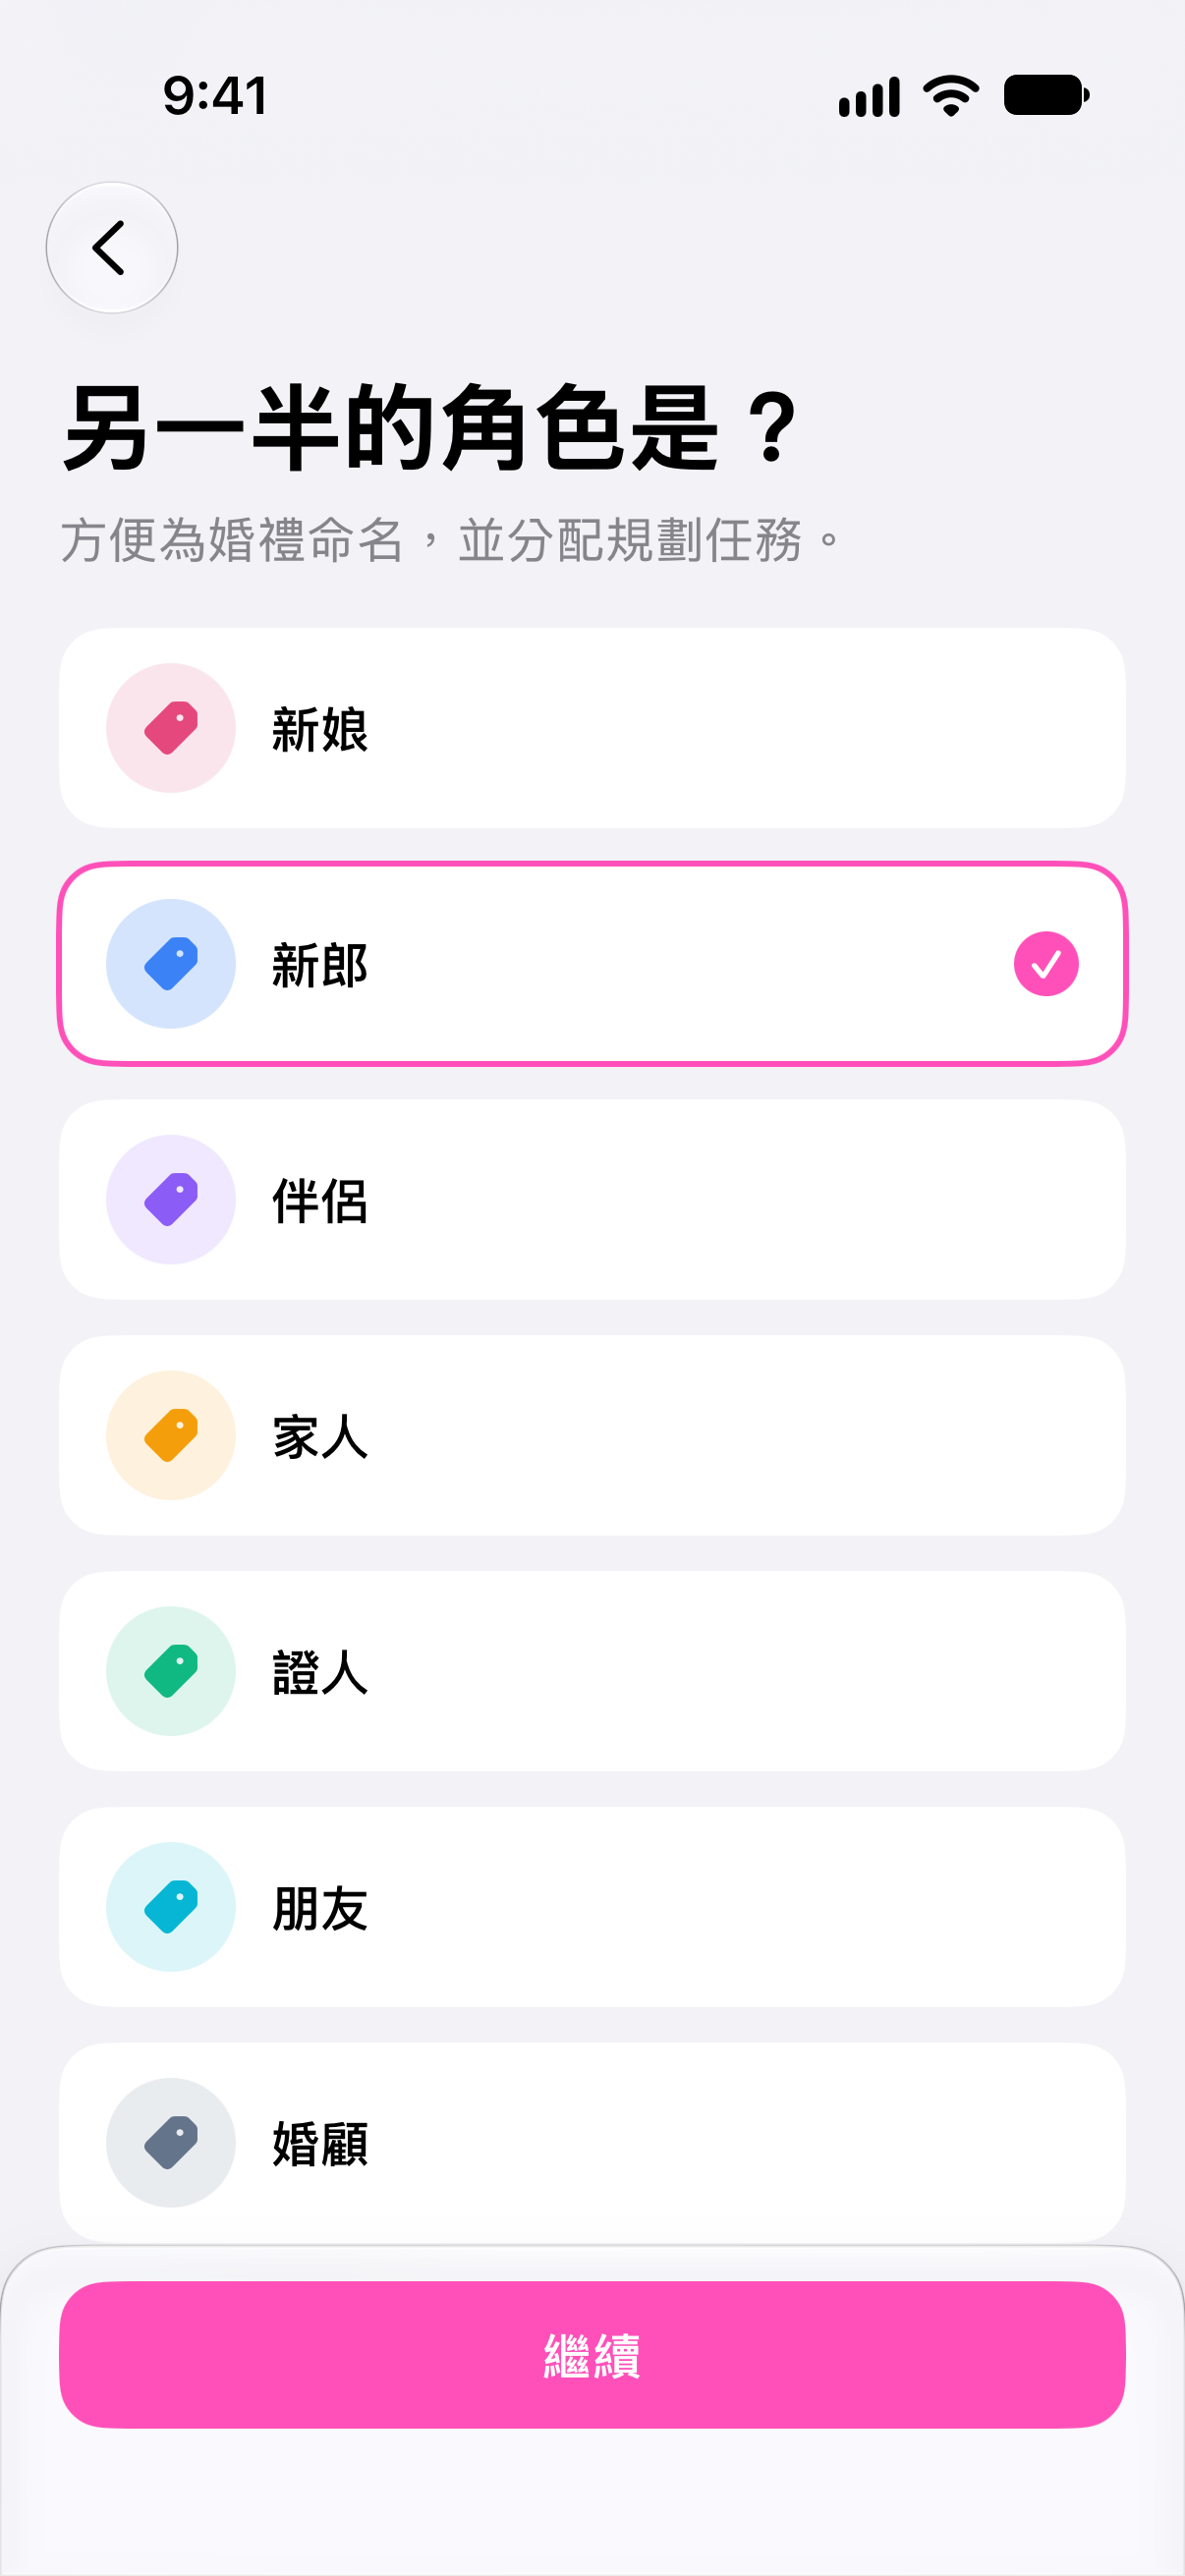 9:41
另一半的角色是？
方便為婚禮命名，並分配規劃任務。
新娘
新郎
伴侶
家人
證人
朋友
婚顧
繼續